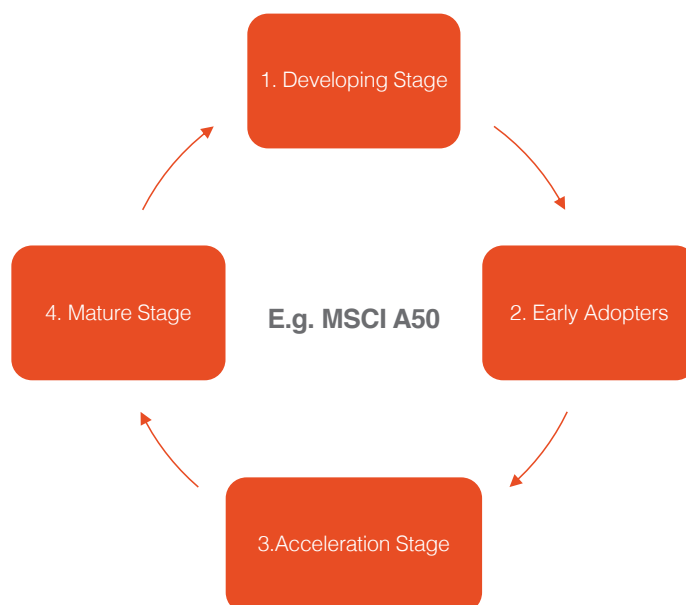 1. Developing Stage
2. Early Adopters
3.Acceleration Stage
4. Mature Stage
E.g. MSCI A50